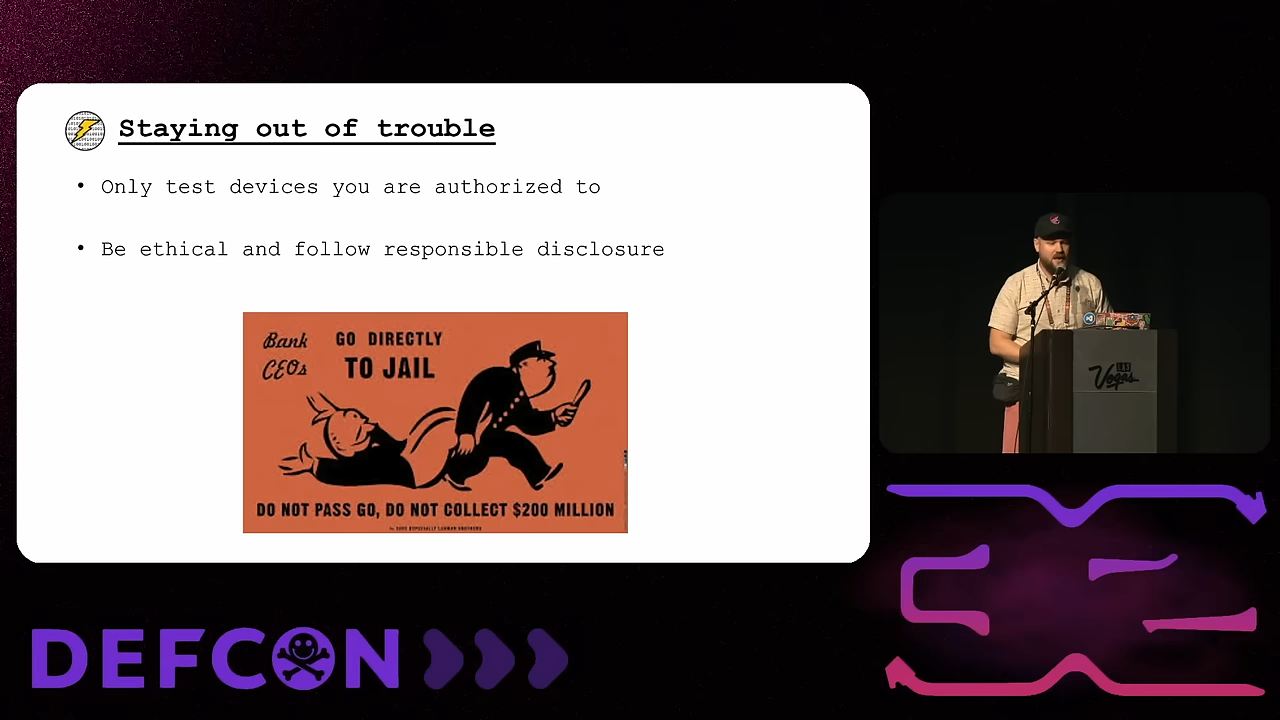 Staying out of trouble
• Only test devices you are authorized to
• Be ethical and follow responsible disclosure
Bank
CEOs
GO DIRECTLY
TO JAIL
DO NOT PASS GO, DO NOT COLLECT $200 MILLION
Vegas
DEFCON